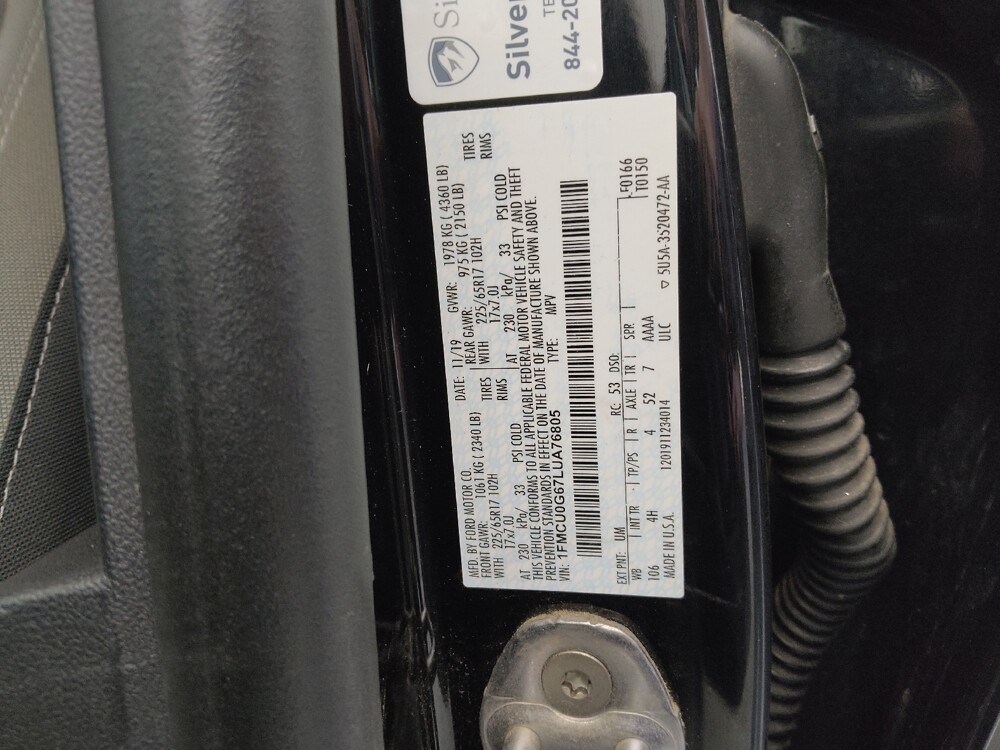 Si
Silver
TE
844-20
MFD. BY FORD MOTOR CO.
DATE: 11/19 GVWR: 1978 KG ( 4360 LB)
FRONT GAWR: 1061 KG ( 2340 LB)
REAR GAWR: 975 KG ( 2150 LB)
WITH 225/65R17 102H TIRES
WITH 225/65R17 102H TIRES
17x7.0J RIMS
17x7.0J RIMS
AT 230 kPa/ 33 PSI COLD
AT 230 kPa/ 33 PSI COLD
THIS VEHICLE CONFORMS TO ALL APPLICABLE FEDERAL MOTOR VEHICLE SAFETY AND THEFT
PREVENTION STANDARDS IN EFFECT ON THE DATE OF MANUFACTURE SHOWN ABOVE.
VIN: 1FMCU0G67LUA76805 TYPE: MPV
EXT PNT: UM RC: 53 DSO: F0166
WB INT TR TP/PS R AXLE TR SPR T0150
106 4H 4 52 7 AAAA
MADE IN U.S.A. 1201911234014 UIC 5U5A-3520472-AA